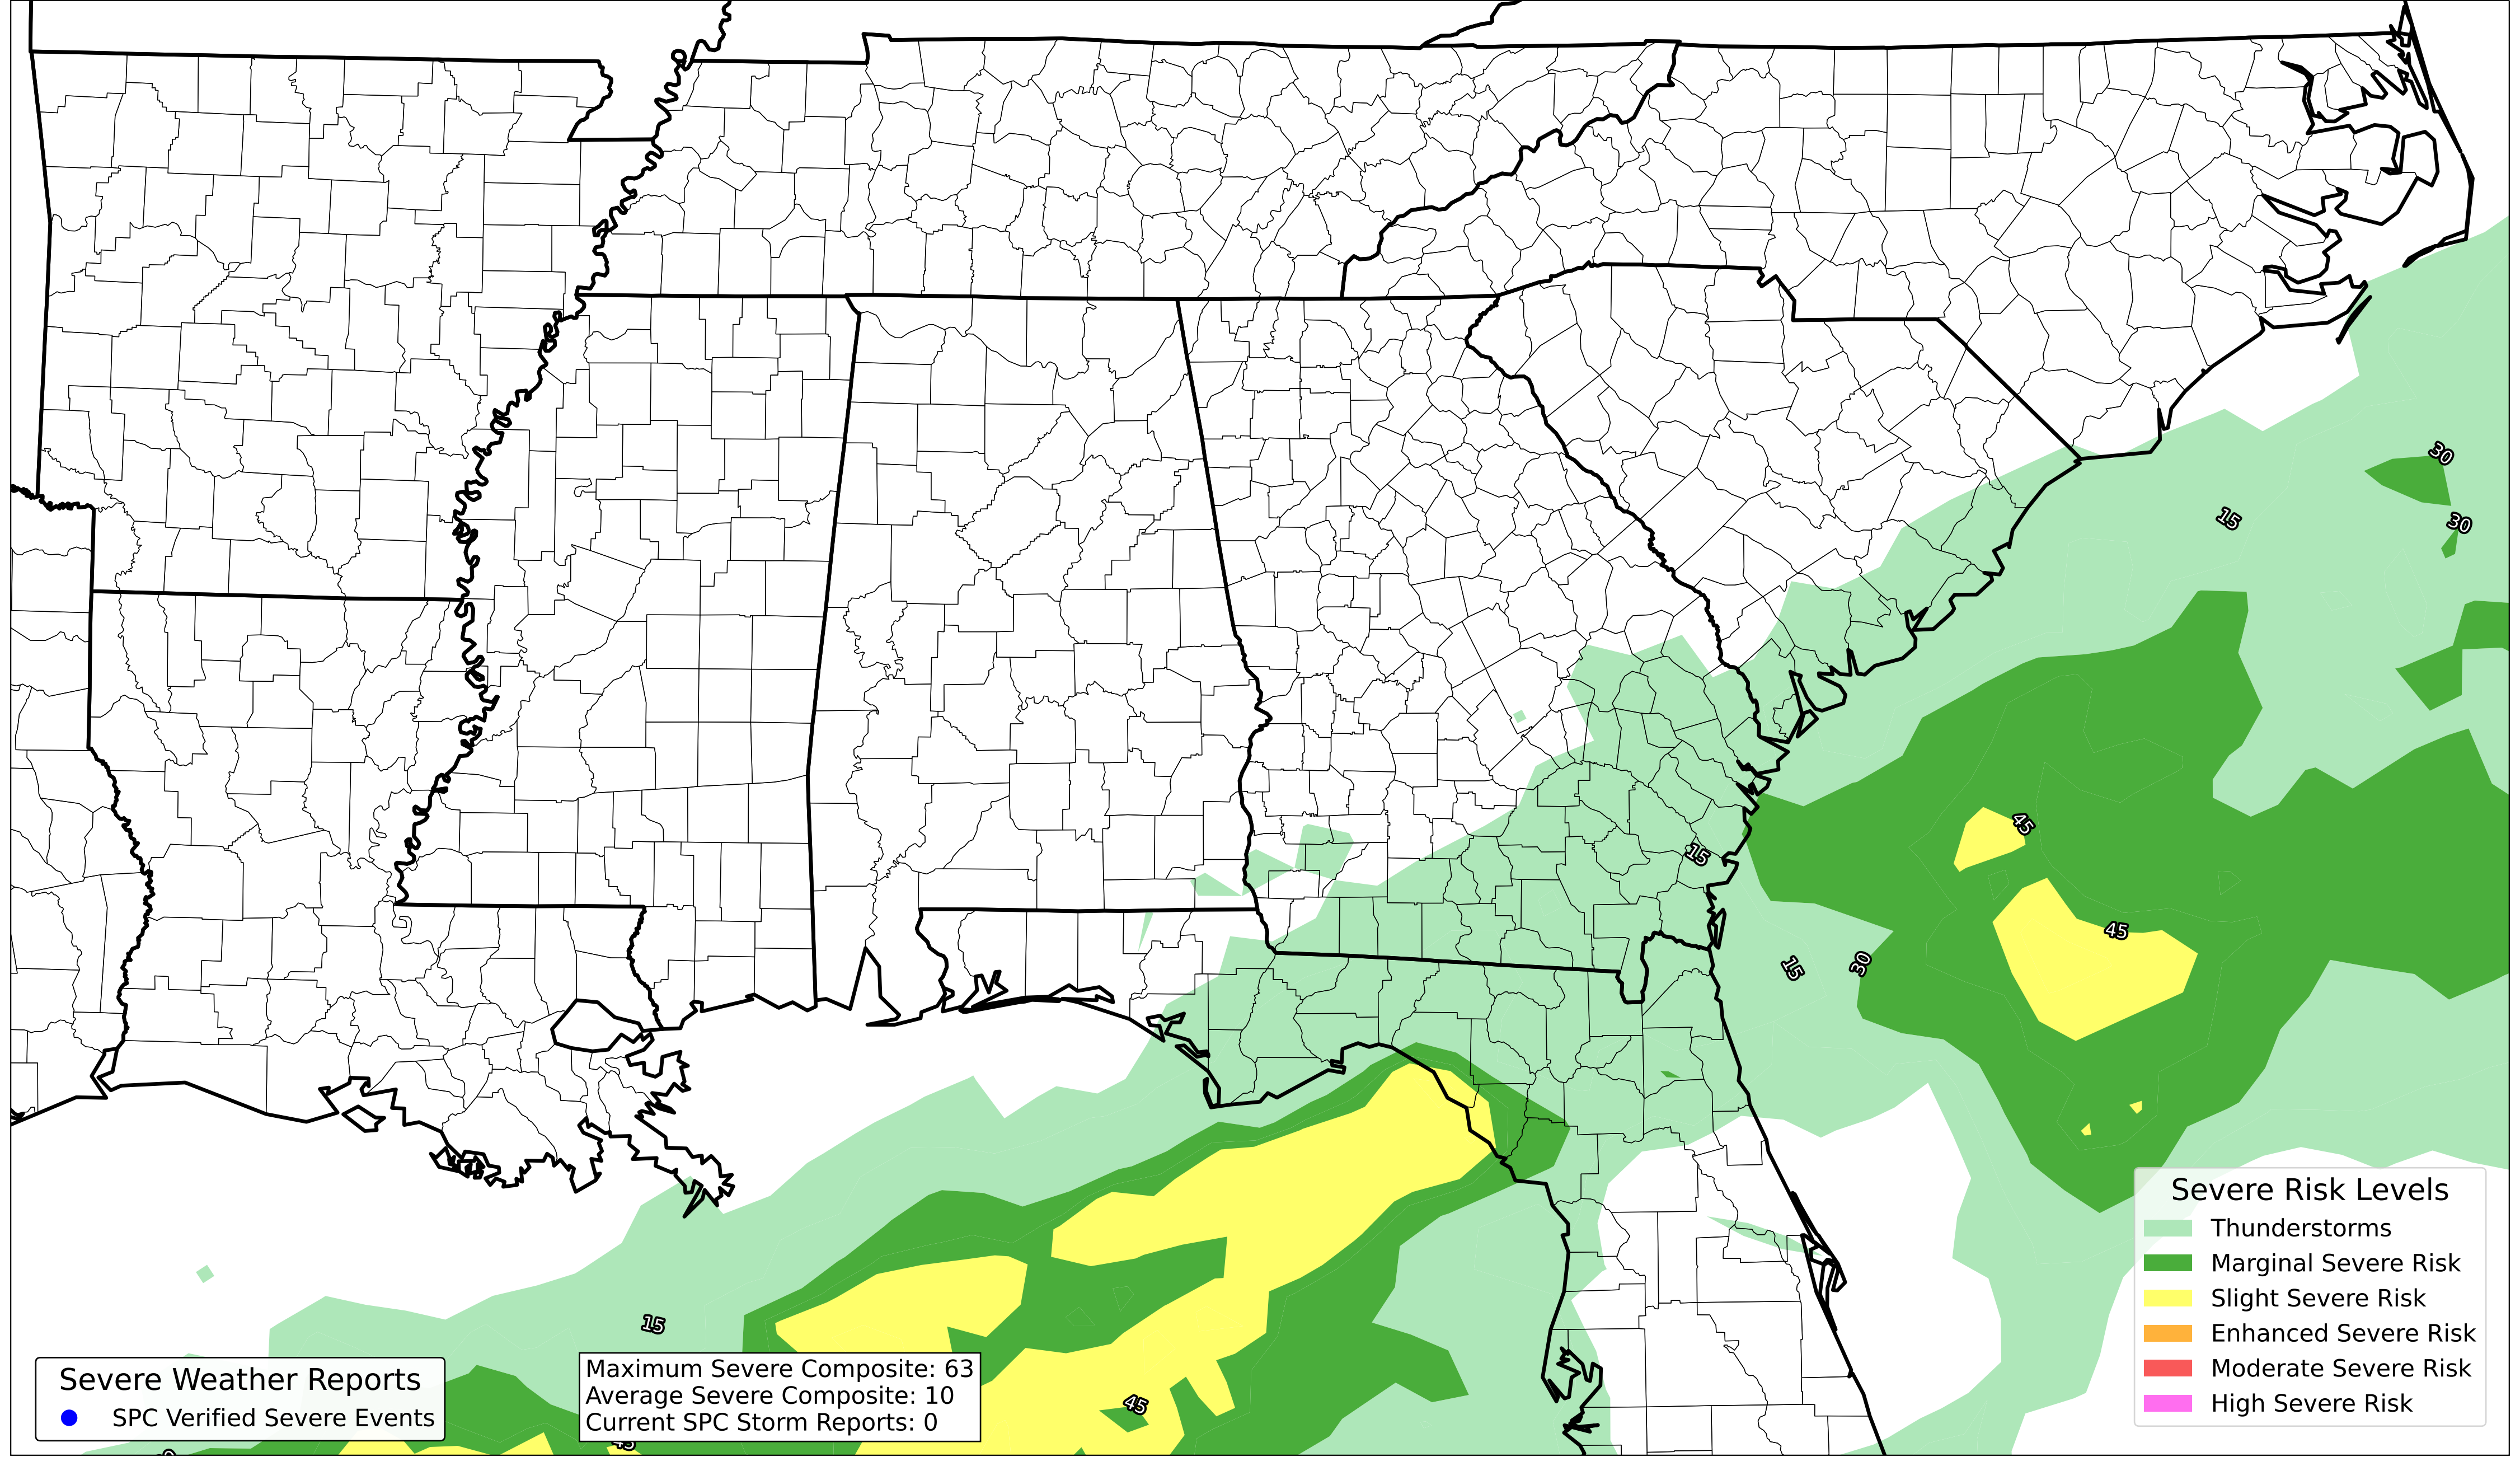 30
30
15
45
15
45
15
30
15
45
45
Severe Risk Levels
Thunderstorms
Marginal Severe Risk
Slight Severe Risk
Enhanced Severe Risk
Moderate Severe Risk
High Severe Risk
Severe Weather Reports
SPC Verified Severe Events
Maximum Severe Composite: 63
Average Severe Composite: 10
Current SPC Storm Reports: 0